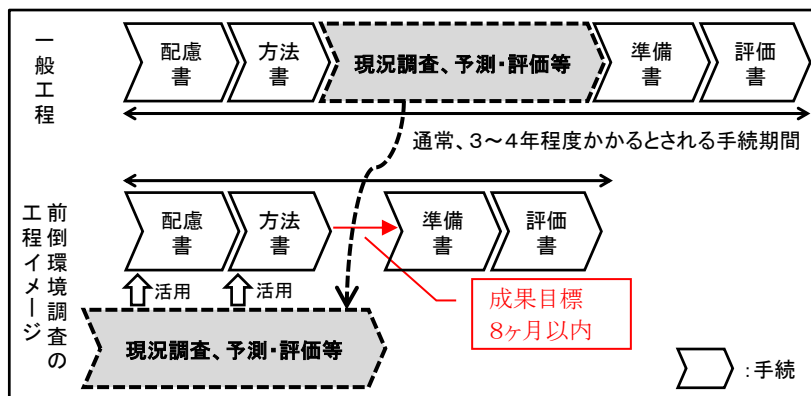 一般工程
配慮
書
方法
書
現況調査、予測・評価等
準備
書
評価
書
通常、3～4年程度かかるとされる手続期間
前倒環境調査の
工程イメージ
配慮
書
方法
書
準備
書
評価
書
活用
活用
成果目標
8ヶ月以内
現況調査、予測・評価等
:手続